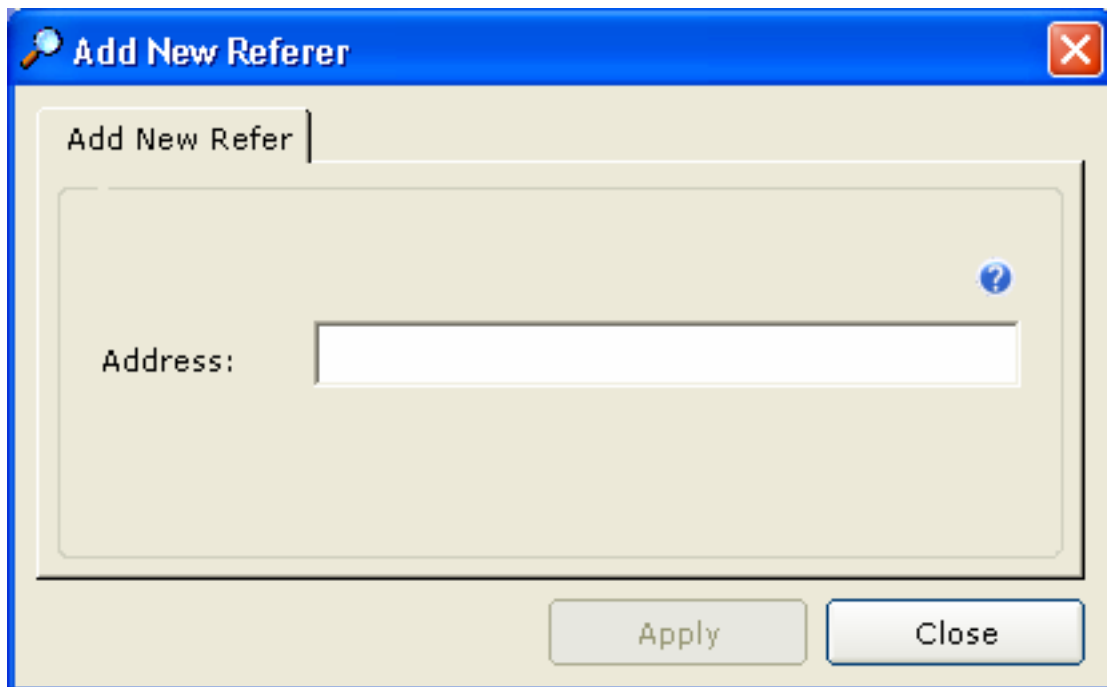 Add New Referer
Add New Refer
Address:
Apply
Close